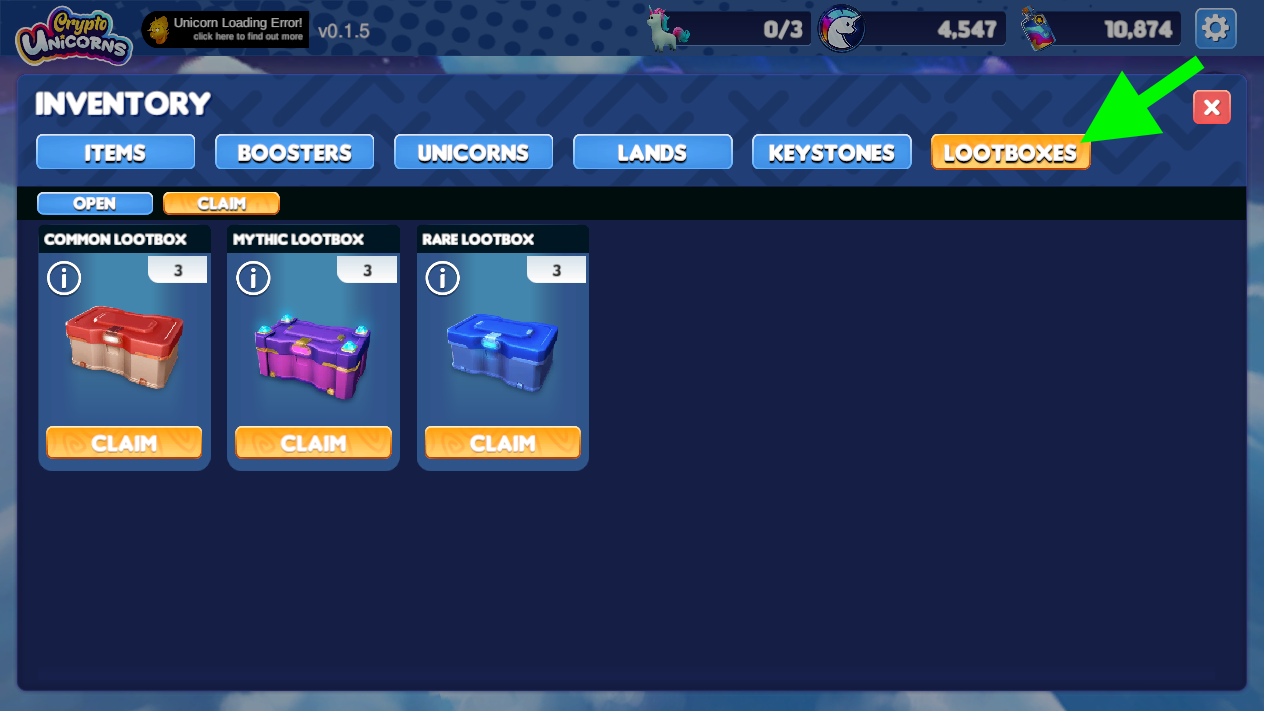 Crypto
UNICORNS
Unicorn Loading Error!
click here to find out more
v0.1.5
0/3
4,547
10,874
INVENTORY
ITEMS
BOOSTERS
UNICORNS
LANDS
KEYSTONES
LOOTBOXES
OPEN
CLAIM
COMMON LOOTBOX
3
CLAIM
MYTHIC LOOTBOX
3
CLAIM
RARE LOOTBOX
3
CLAIM